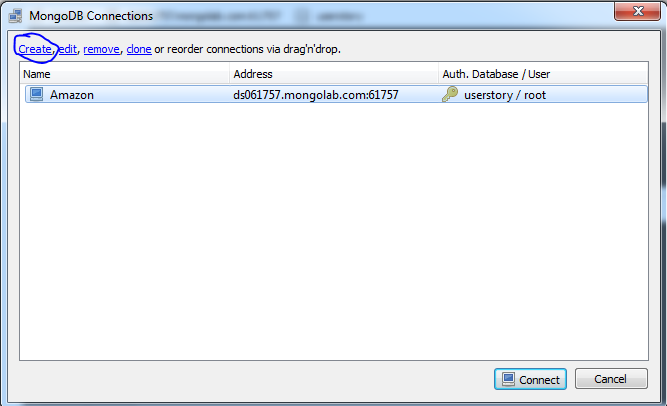 MongoDB Connections
Create, edit, remove, clone or reorder connections via drag'n'drop.
Name Address Auth. Database / User
Amazon ds061757.mongolab.com:61757 userstory / root
Connect Cancel